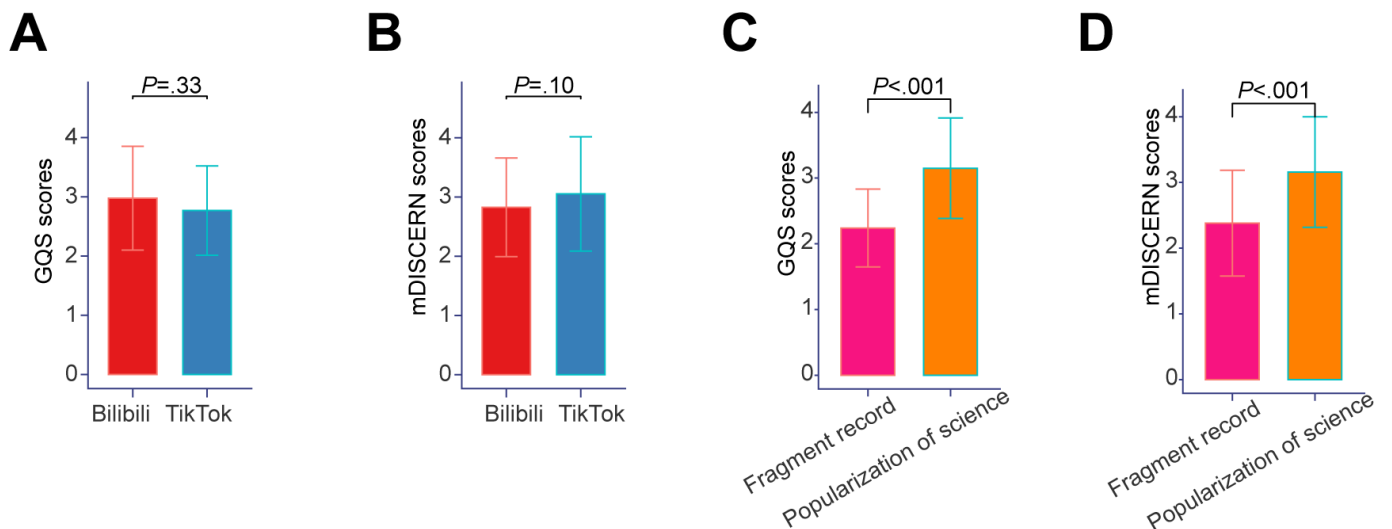 A
P=.33
GQS scores
4
3
2
1
0
Bilibili TikTok
B
P=.10
mDISCERN scores
4
3
2
1
0
Bilibili TikTok
C
P<.001
GQS scores
4
3
2
1
0
Fragment record
Popularization of science
D
P<.001
mDISCERN scores
4
3
2
1
0
Fragment record
Popularization of science